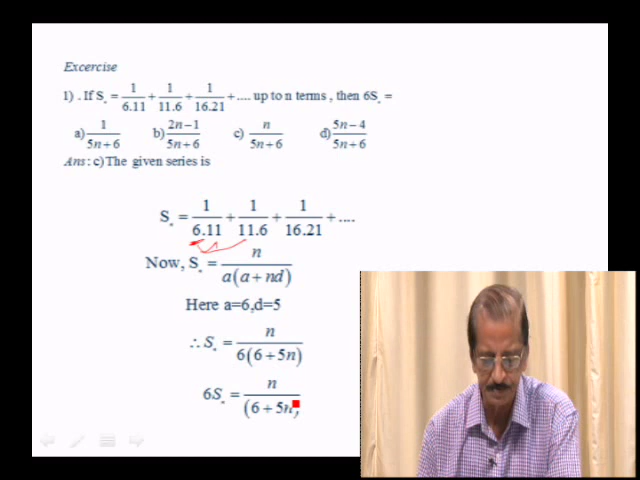 Excercise
1) . If Sₙ = 1/6.11 + 1/11.6 + 1/16.21 + .... up to n terms , then 6Sₙ =
a) 1/(5n+6) b) (2n−1)/(5n+6) c) n/(5n+6) d) (5n−4)/(5n+6)
Ans : c) The given series is
Sₙ = 1/6.11 + 1/11.6 + 1/16.21 + ....
Now, Sₙ = n/(a(a+nd))
Here a=6,d=5
∴ Sₙ = n/(6(6+5n))
6Sₙ = n/((6+5n)